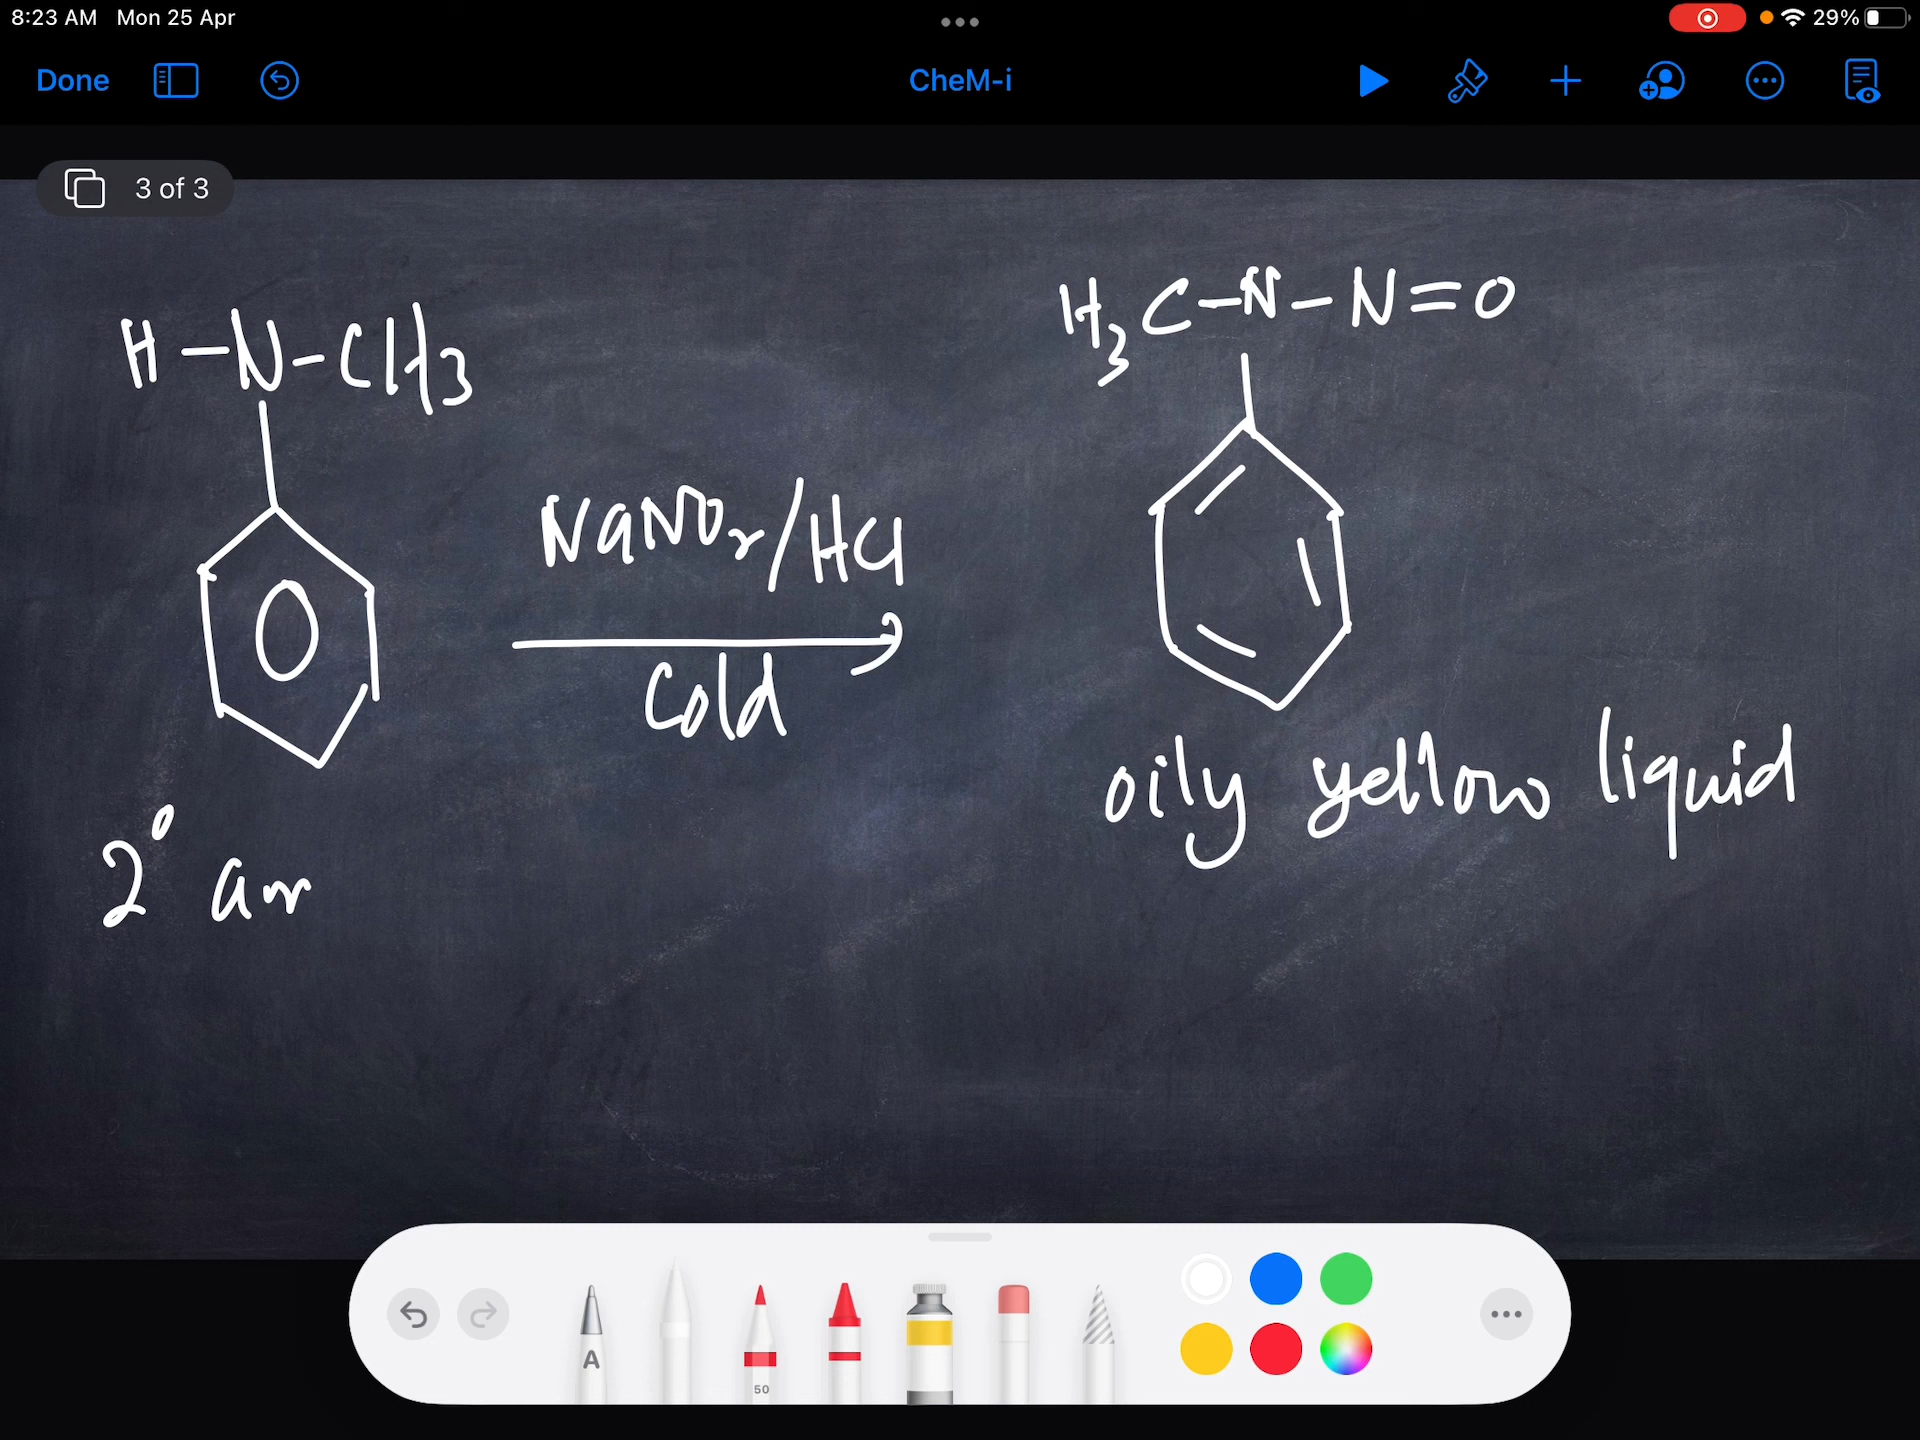 8:23 AM Mon 25 Apr
29%
Done
CheM-i
3 of 3
H-N-CH3
H3C-N-N=O
NaNO2/HCl
Cold
oily yellow liquid
2° am
A
50